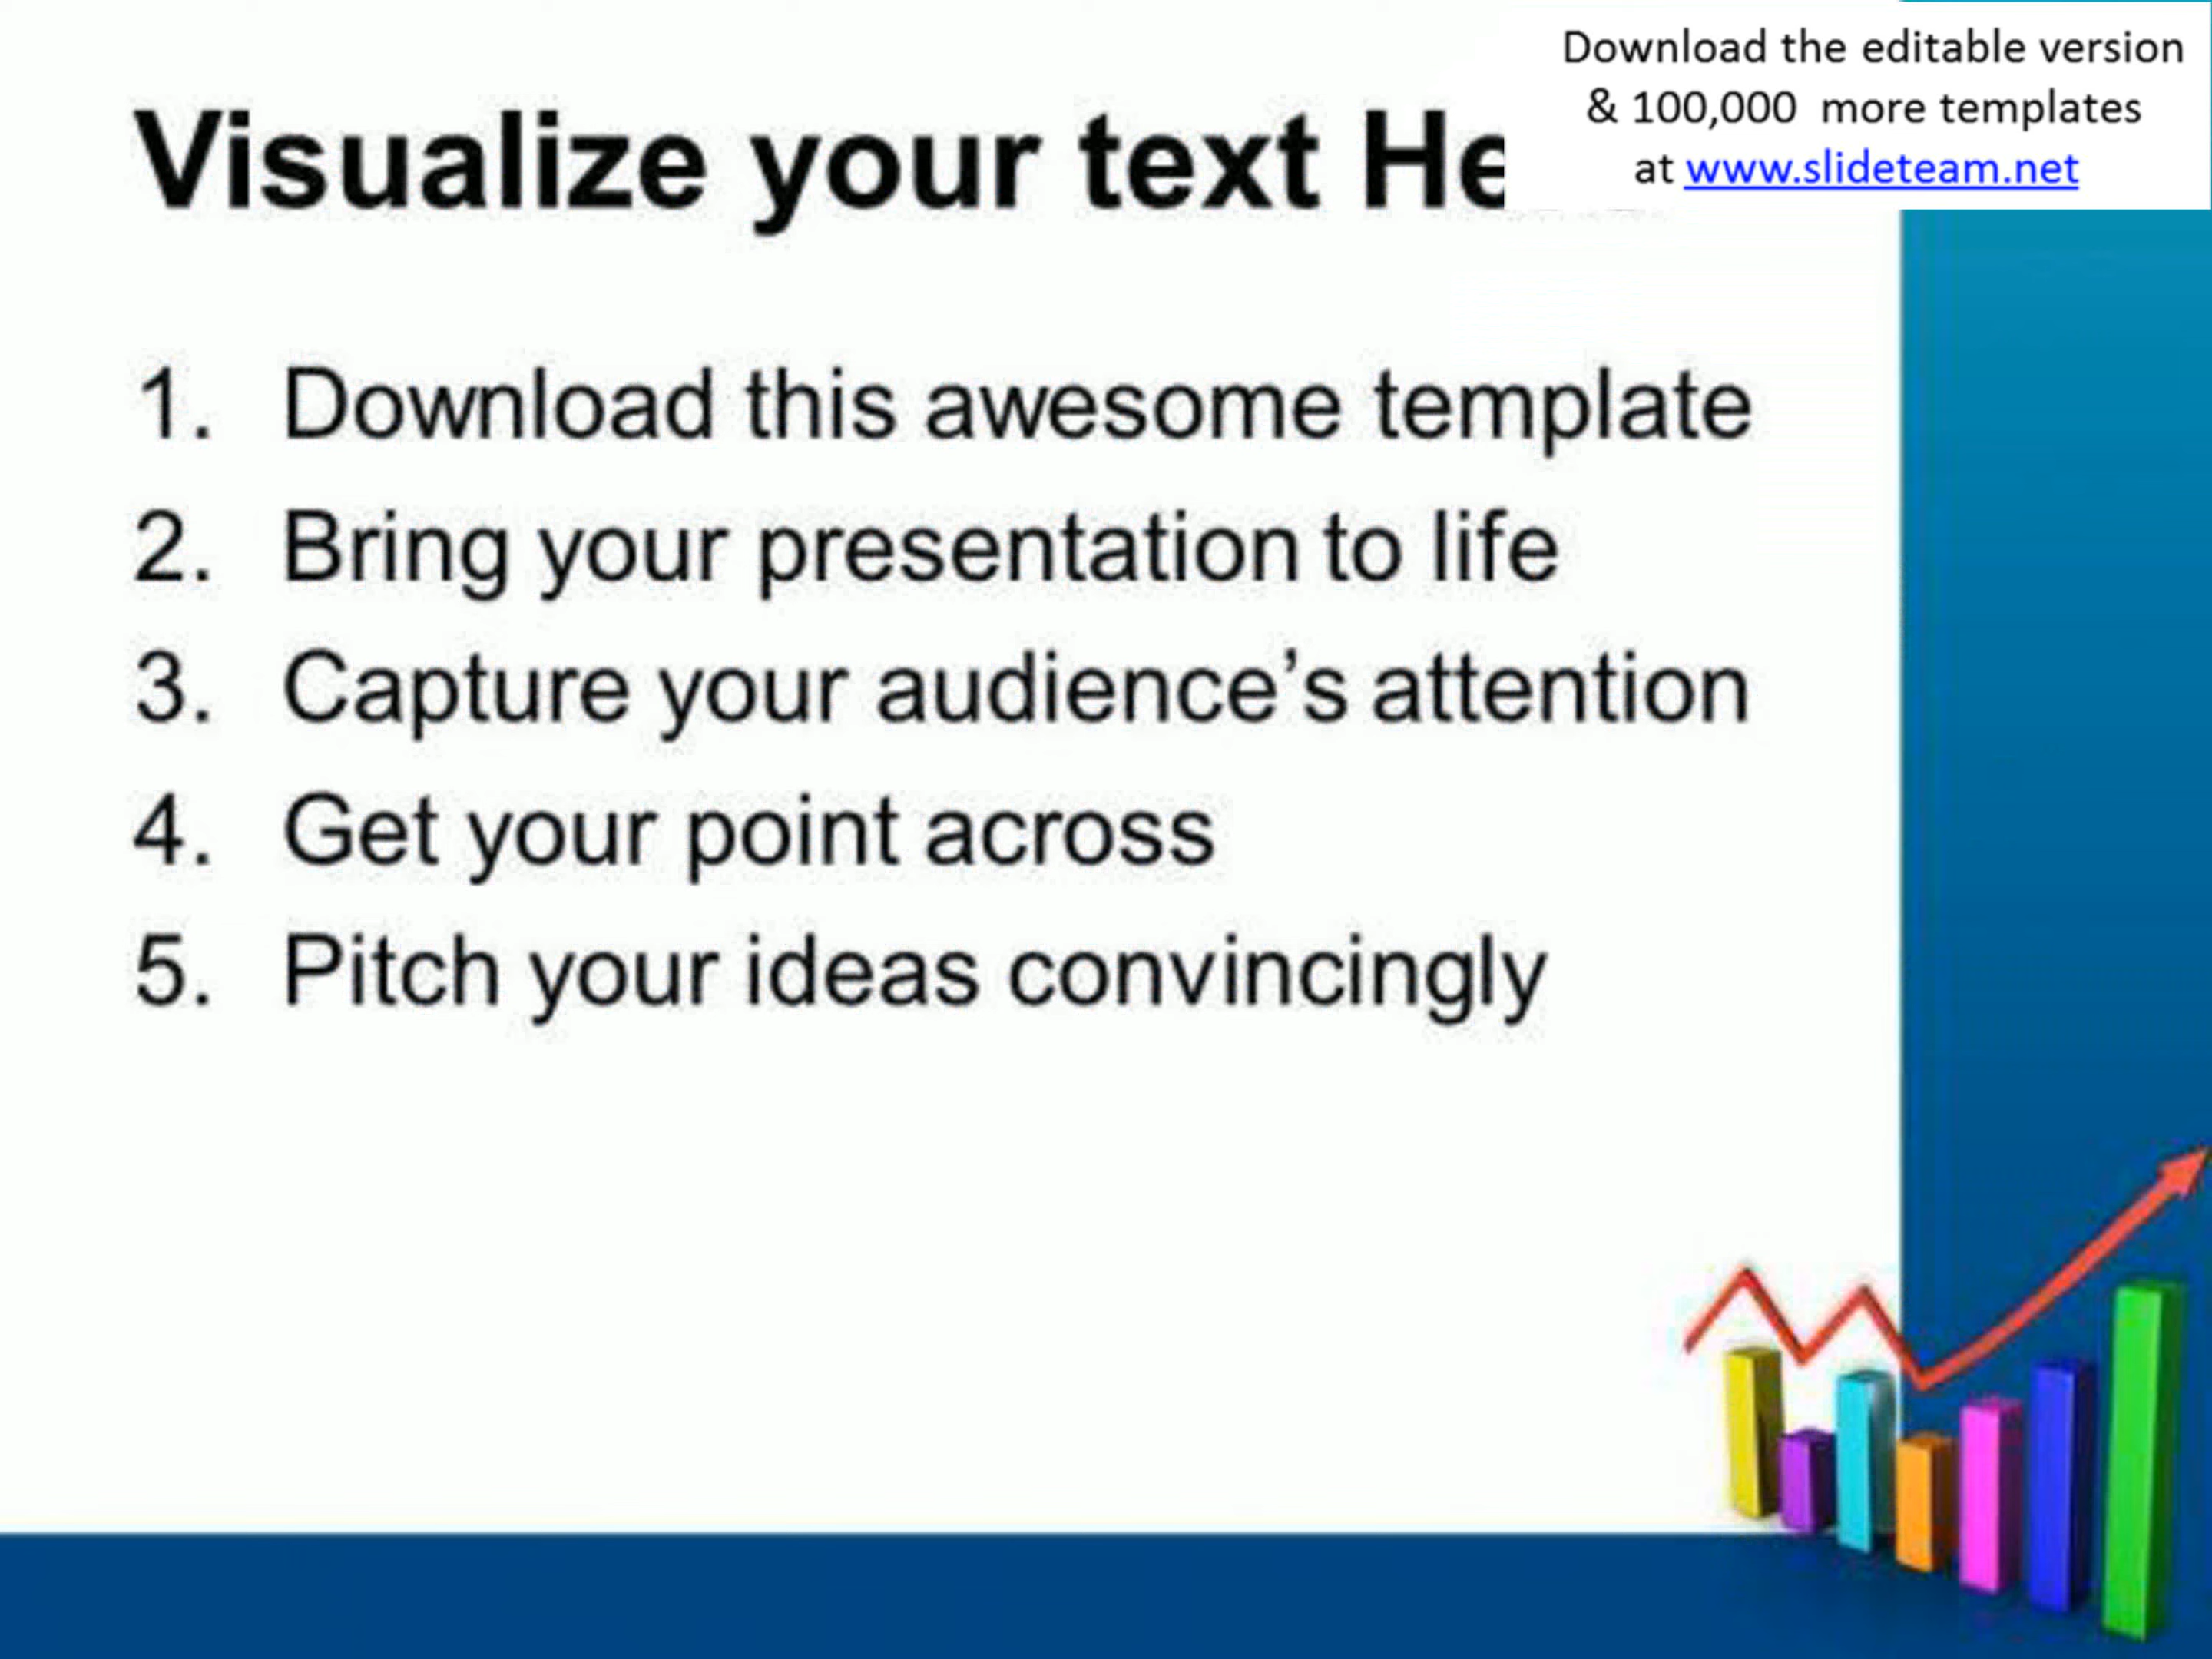 Download the editable version
& 100,000 more templates
at www.slideteam.net
Visualize your text
1. Download this awesome template
2. Bring your presentation to life
3. Capture your audience’s attention
4. Get your point across
5. Pitch your ideas convincingly